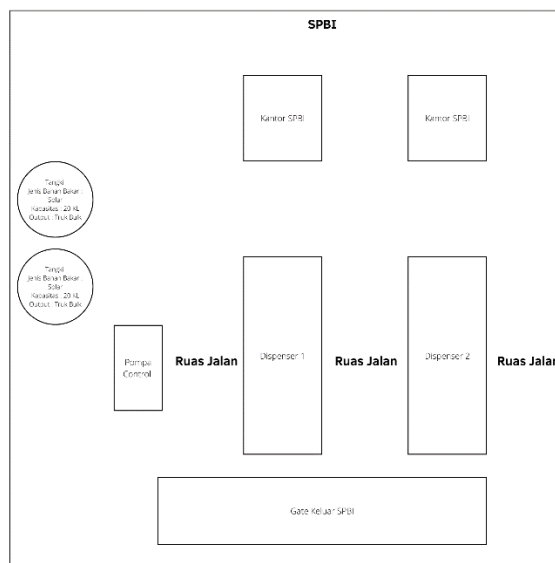 SPBI
Kantor SPBI
Kantor SPBI
Tangki
Jenis Bahan Bakar :
Solar
Kapasitas : 20 KL
Output : Truk Baik
Tangki
Jenis Bahan Bakar :
Solar
Kapasitas : 20 KL
Output : Truk Baik
Pompa
Control
Ruas Jalan
Dispenser 1
Ruas Jalan
Dispenser 2
Ruas Jalan
Gate Keluar SPBI